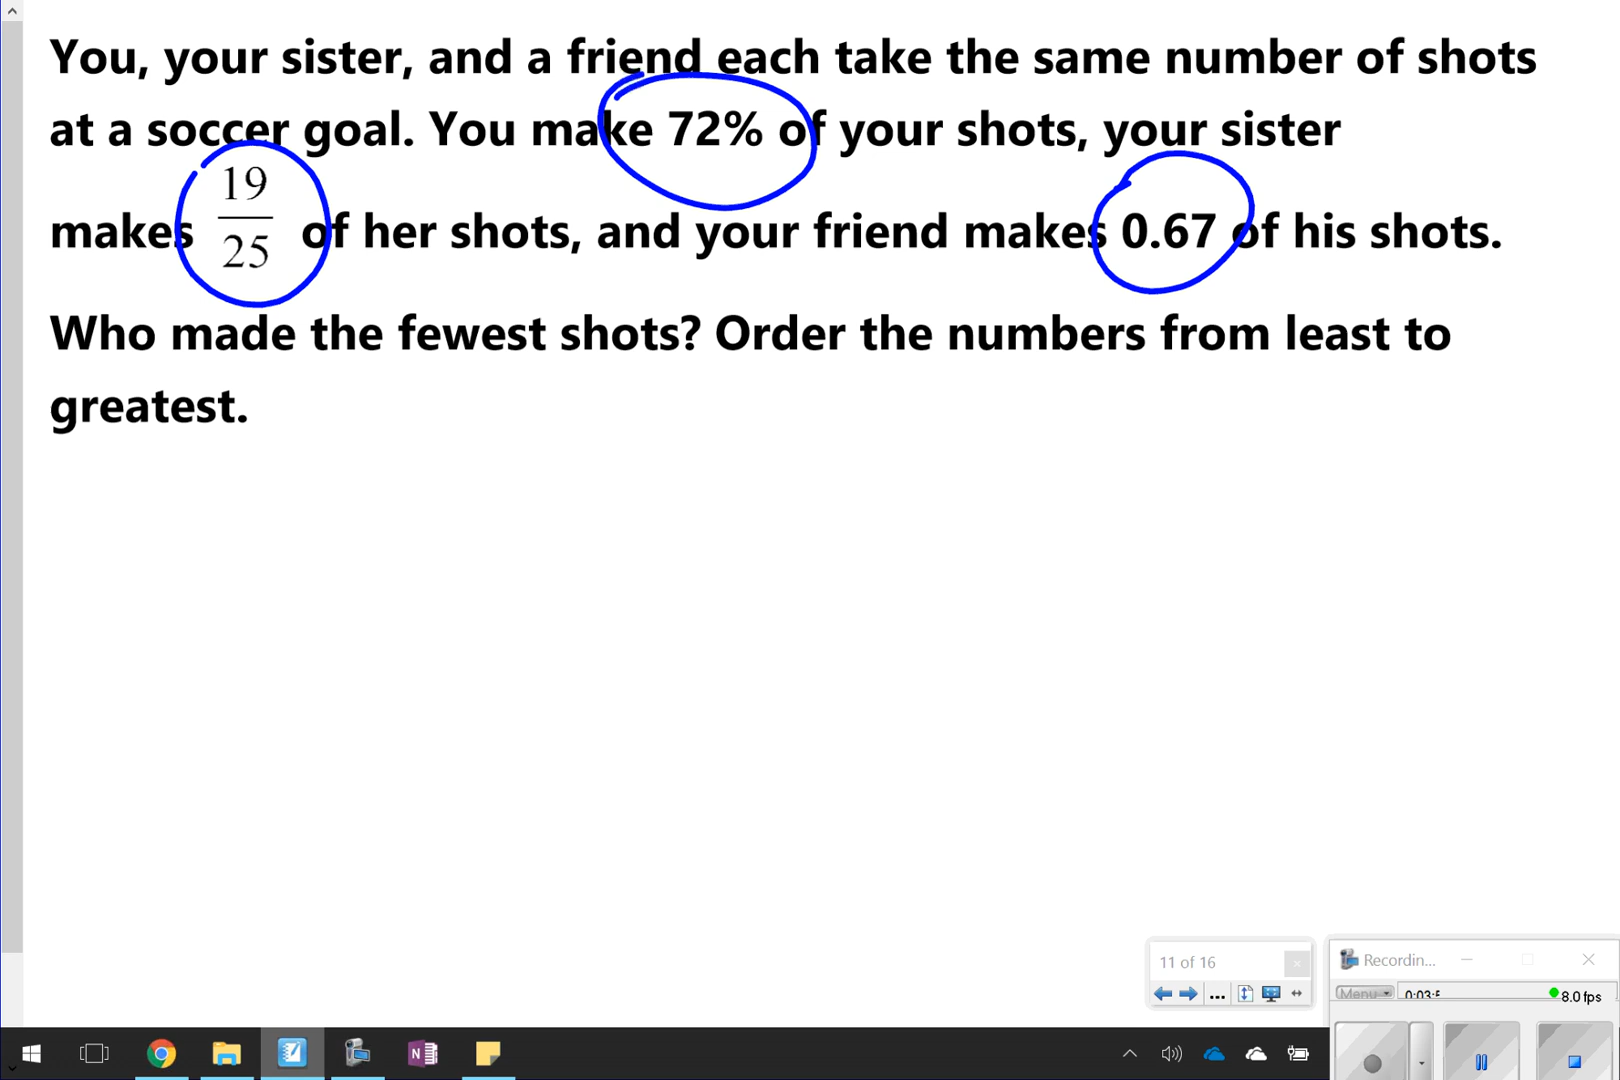 You, your sister, and a friend each take the same number of shots
at a soccer goal. You make 72% of your shots, your sister
makes 19/25 of her shots, and your friend makes 0.67 of his shots.
Who made the fewest shots? Order the numbers from least to
greatest.
11 of 16
Recordin...
Menu
8.0 fps